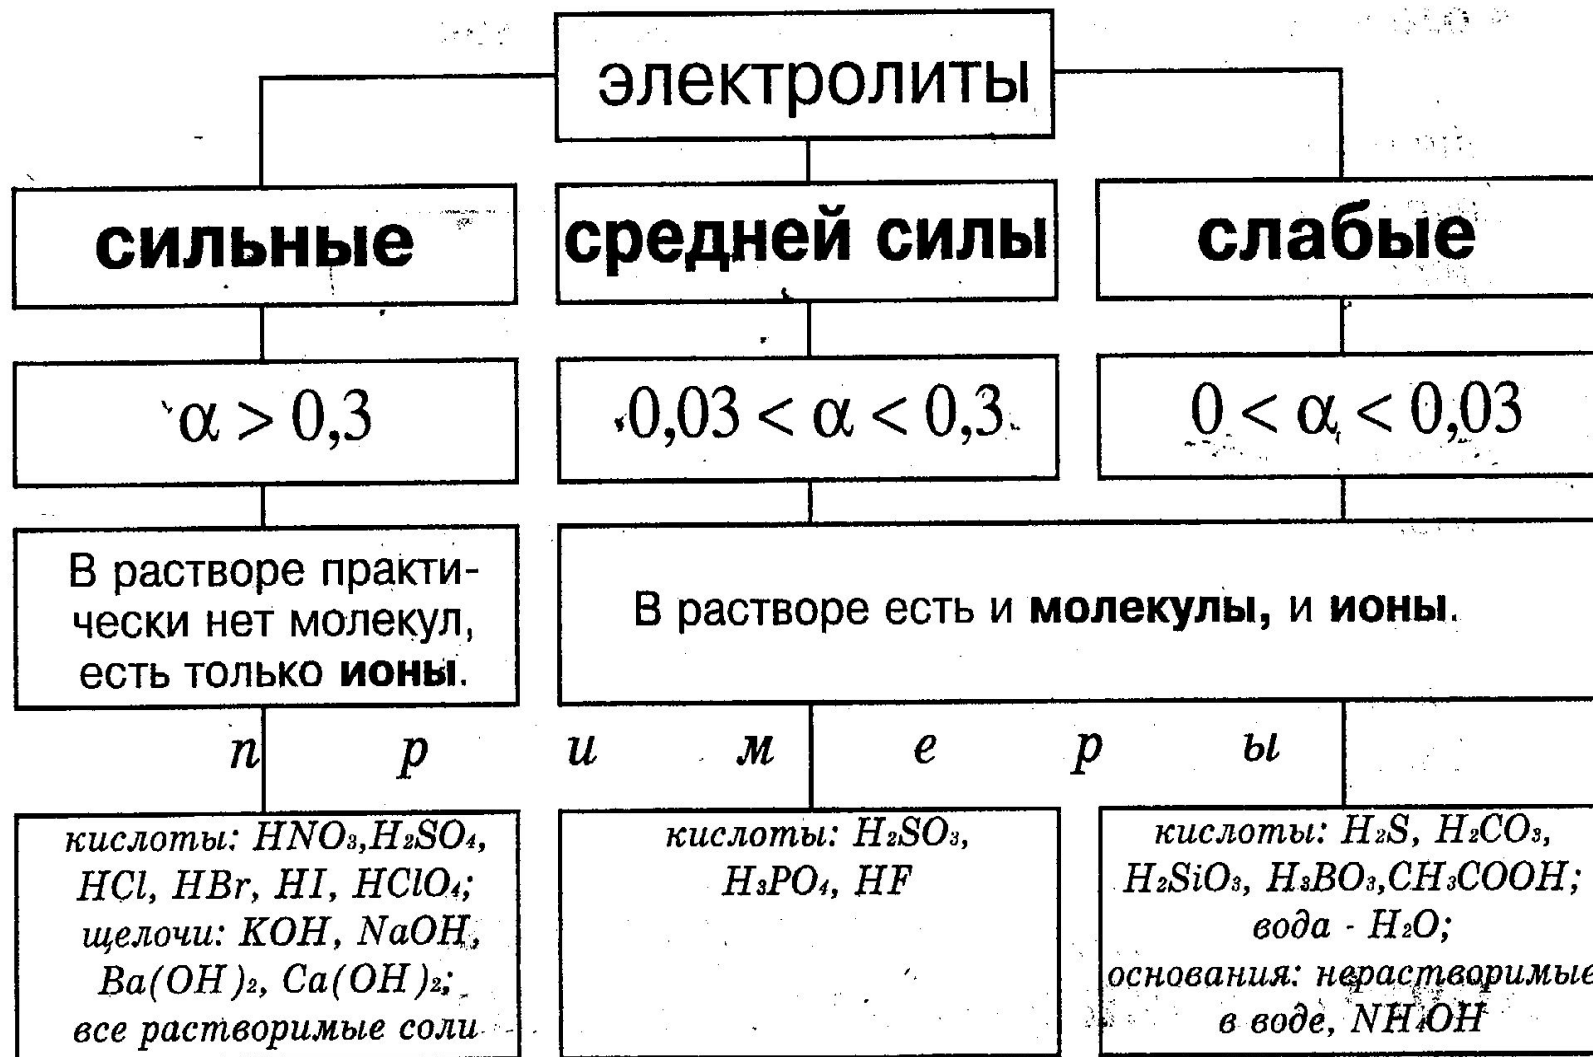 электролиты
сильные
средней силы
слабые
α > 0,3
0,03 < α < 0,3
0 < α < 0,03
В растворе практи-
чески нет молекул,
есть только ионы.
В растворе есть и молекулы, и ионы.
п р и м е р ы
кислоты: HNO₃,H₂SO₄,
HCl, HBr, HI, HClO₄;
щелочи: KOH, NaOH,
Ba(OH)₂, Ca(OH)₂;
все растворимые соли
кислоты: H₂SO₃,
H₃PO₄, HF
кислоты: H₂S, H₂CO₃,
H₂SiO₃, H₃BO₃,CH₃COOH;
вода - H₂O;
основания: нерастворимые
в воде, NH₄OH